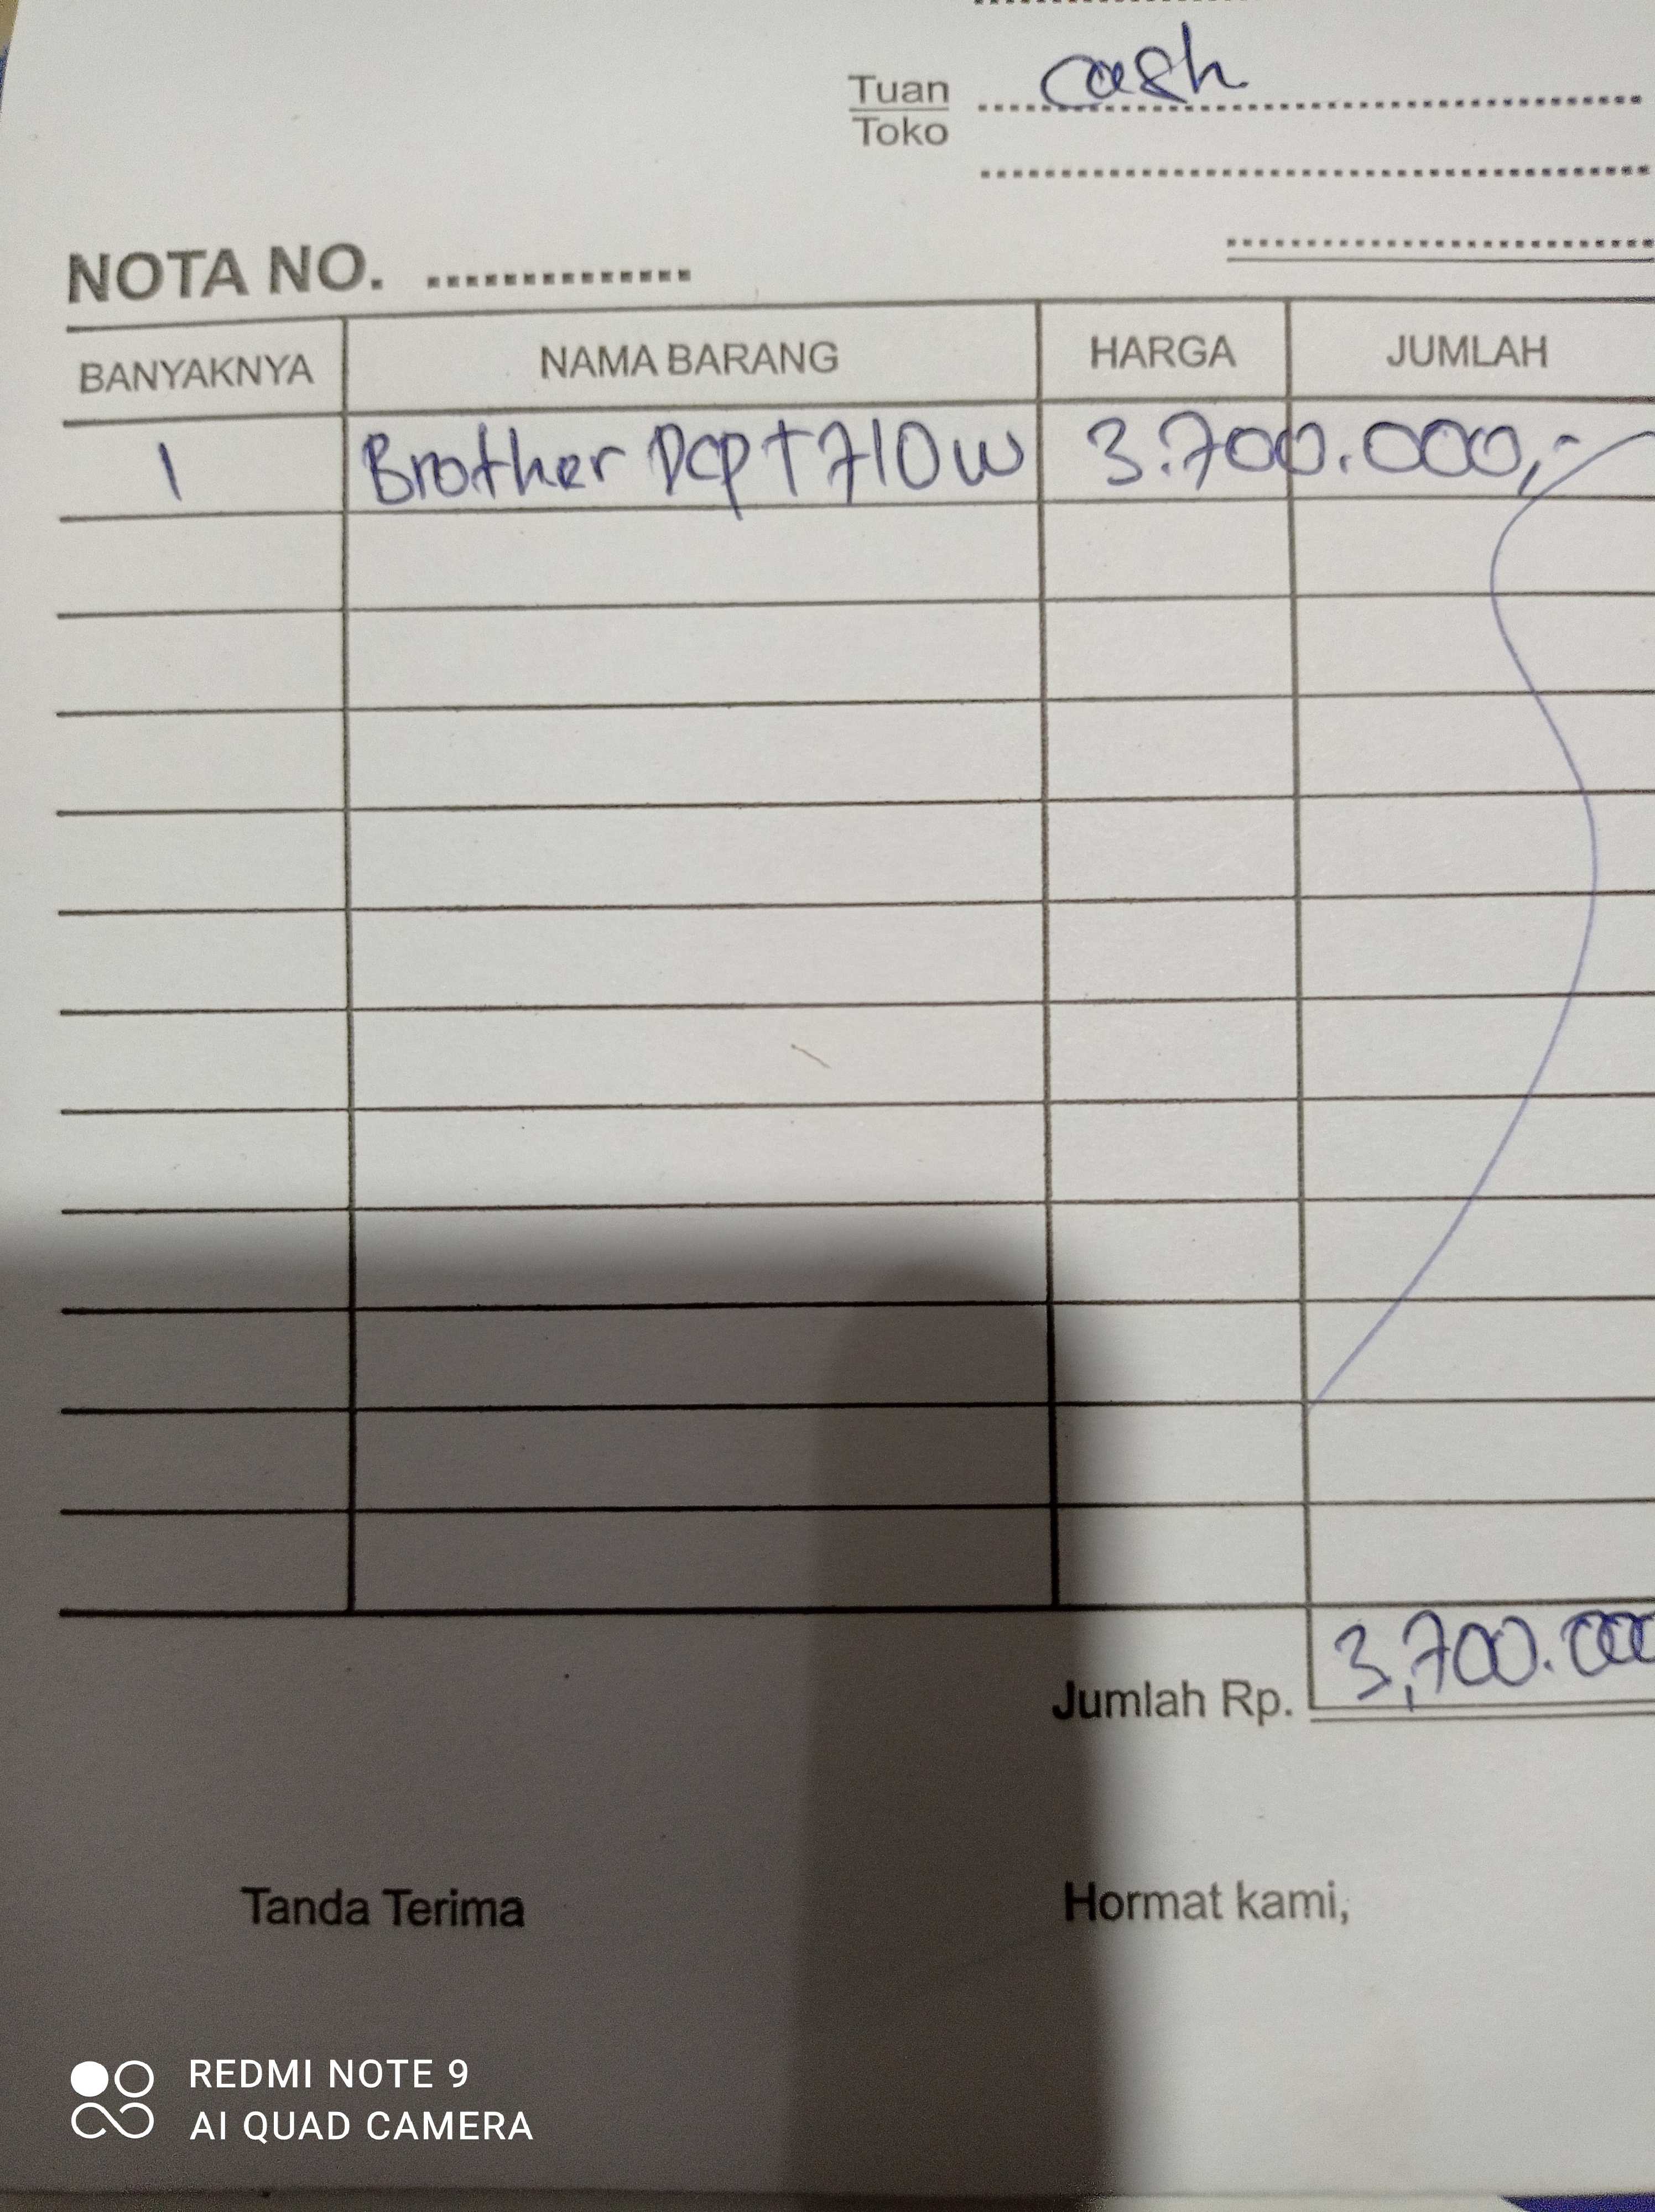 Tuan cash
Toko
NOTA NO.
BANYAKNYA NAMA BARANG HARGA JUMLAH
1 Brother DCP T710W 3.700.000,-
Jumlah Rp. 3,700.000
Tanda Terima Hormat kami,
REDMI NOTE 9
AI QUAD CAMERA